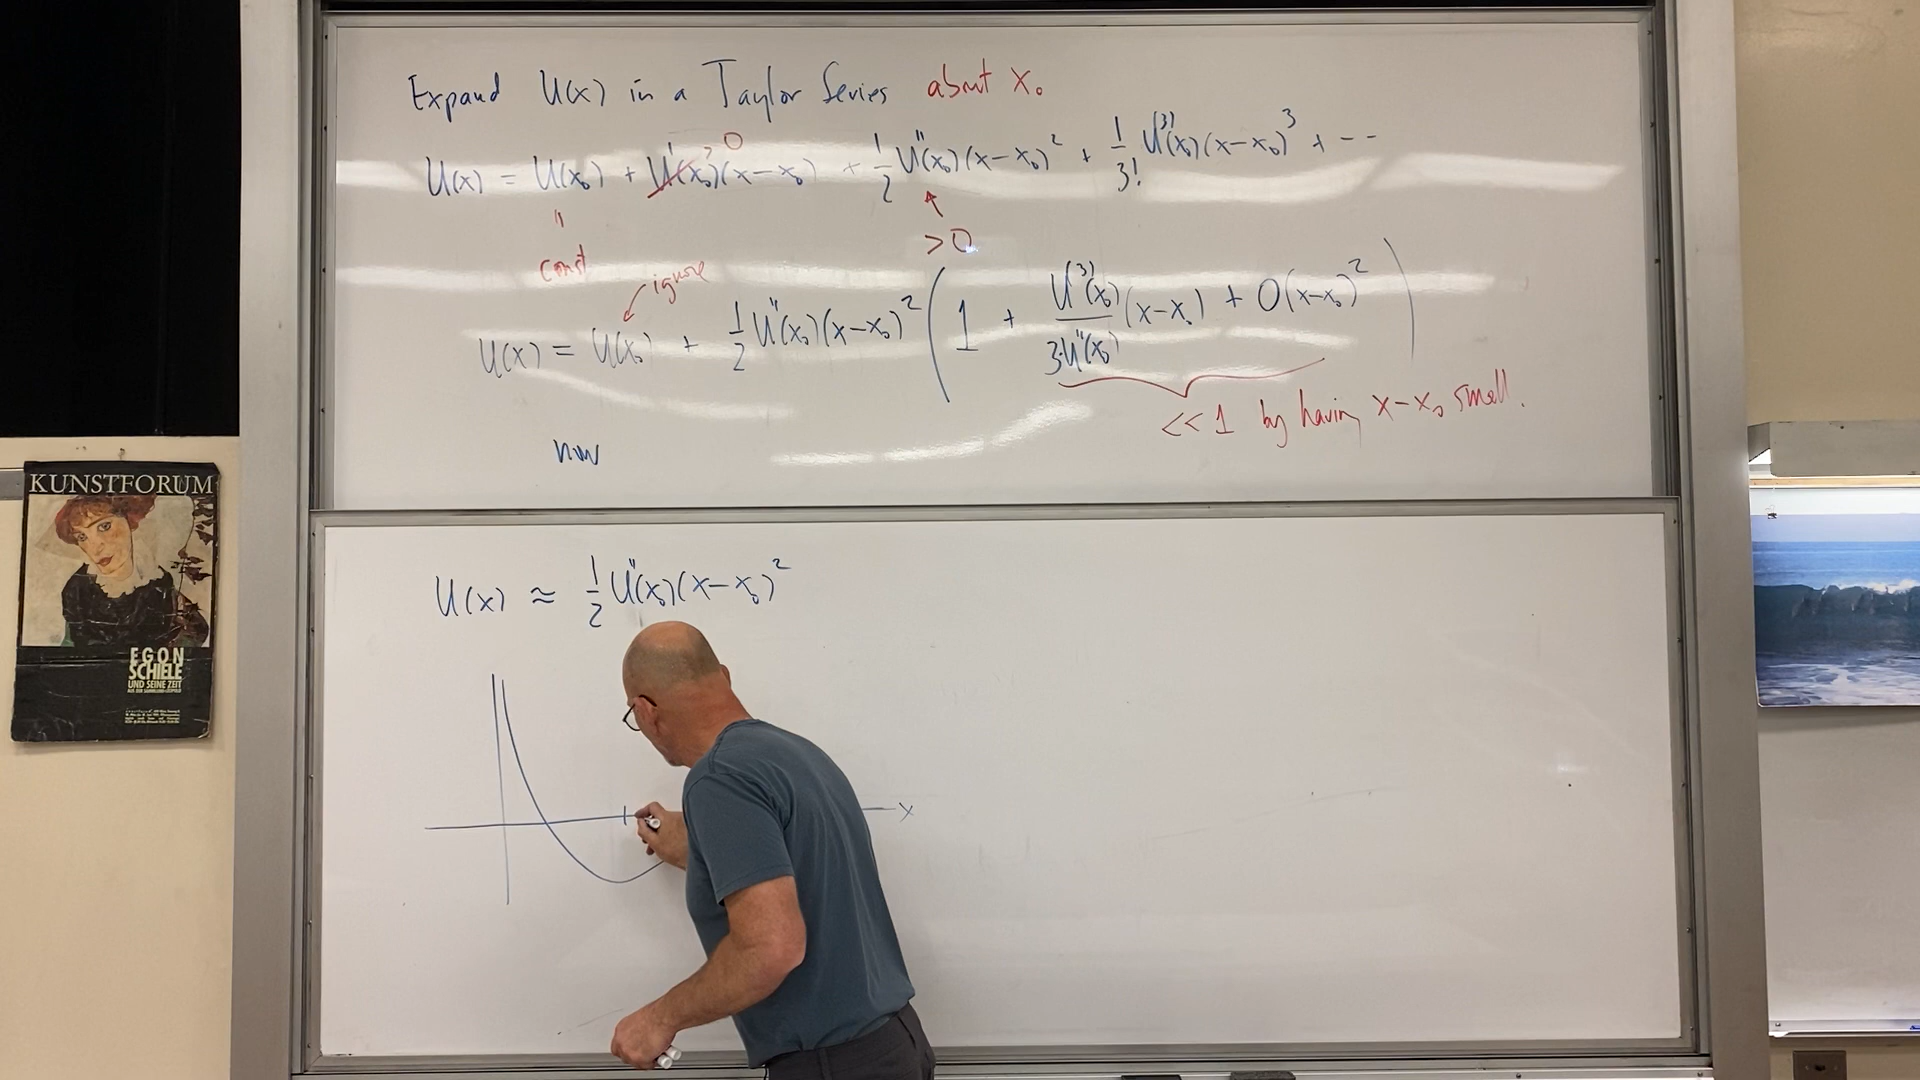 Expand U(x) in a Taylor Series about x₀
U(x) = U(x₀) + U'(x₀)(x-x₀) + 1/2 U''(x₀)(x-x₀)² + 1/3! U⁽³⁾(x₀)(x-x₀)³ + --
0
" 
const
>0
ignore
U(x) = U(x₀) + 1/2 U''(x₀)(x-x₀)² ( 1 + U⁽³⁾(x₀)/3·U''(x₀) (x-x₀) + O(x-x₀)² )
<< 1 by having x-x₀ small.
now
U(x) ≈ 1/2 U''(x₀)(x-x₀)²
x
KUNSTFORUM
EGON
SCHIELE
UND SEINE ZEIT